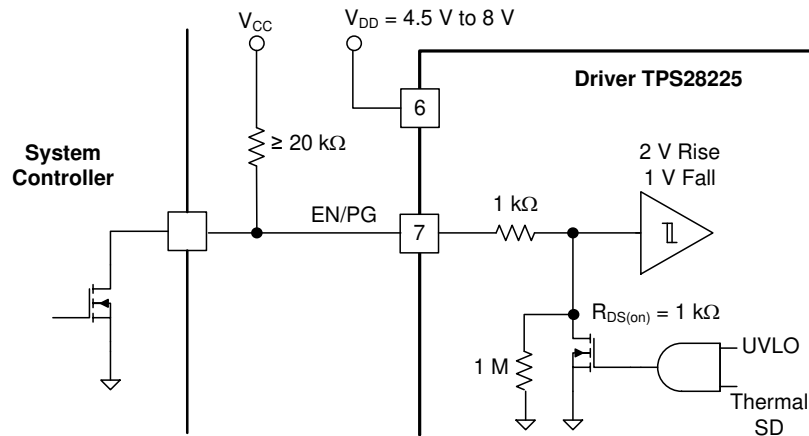 V_CC
V_DD = 4.5 V to 8 V
Driver TPS28225
6
≥ 20 kΩ
System
Controller
2 V Rise
1 V Fall
EN/PG
7
1 kΩ
R_DS(on) = 1 kΩ
1 M
UVLO
Thermal
SD